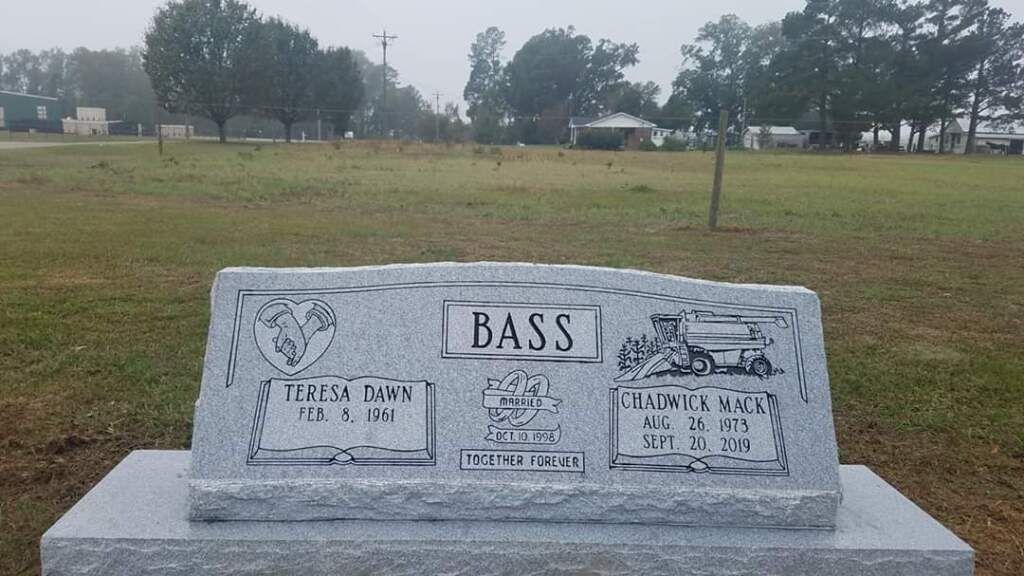 BASS
TERESA DAWN
FEB. 8, 1961
MARRIED
OCT. 10, 1998
TOGETHER FOREVER
CHADWICK MACK
AUG. 26, 1973
SEPT. 20, 2019